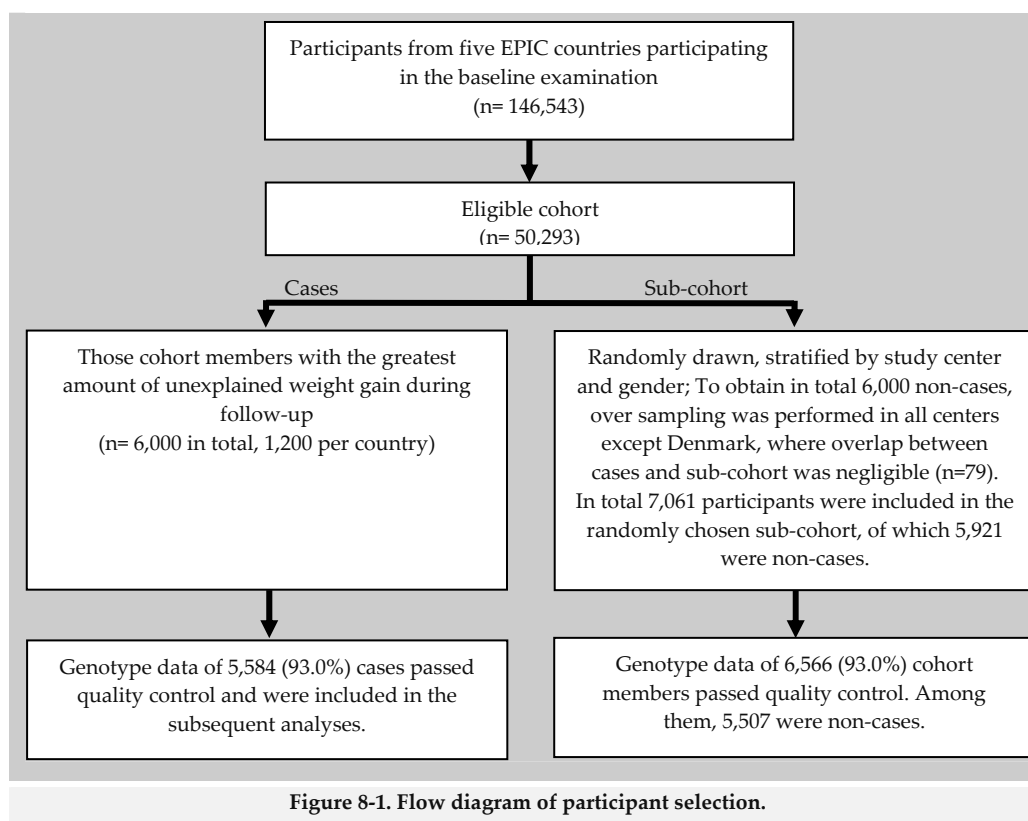 Participants from five EPIC countries participating
in the baseline examination
(n= 146,543)
Eligible cohort
(n= 50,293)
Cases
Sub-cohort
Those cohort members with the greatest
amount of unexplained weight gain during
follow-up
(n= 6,000 in total, 1,200 per country)
Randomly drawn, stratified by study center
and gender; To obtain in total 6,000 non-cases,
over sampling was performed in all centers
except Denmark, where overlap between
cases and sub-cohort was negligible (n=79).
In total 7,061 participants were included in the
randomly chosen sub-cohort, of which 5,921
were non-cases.
Genotype data of 5,584 (93.0%) cases passed
quality control and were included in the
subsequent analyses.
Genotype data of 6,566 (93.0%) cohort
members passed quality control. Among
them, 5,507 were non-cases.
Figure 8-1. Flow diagram of participant selection.